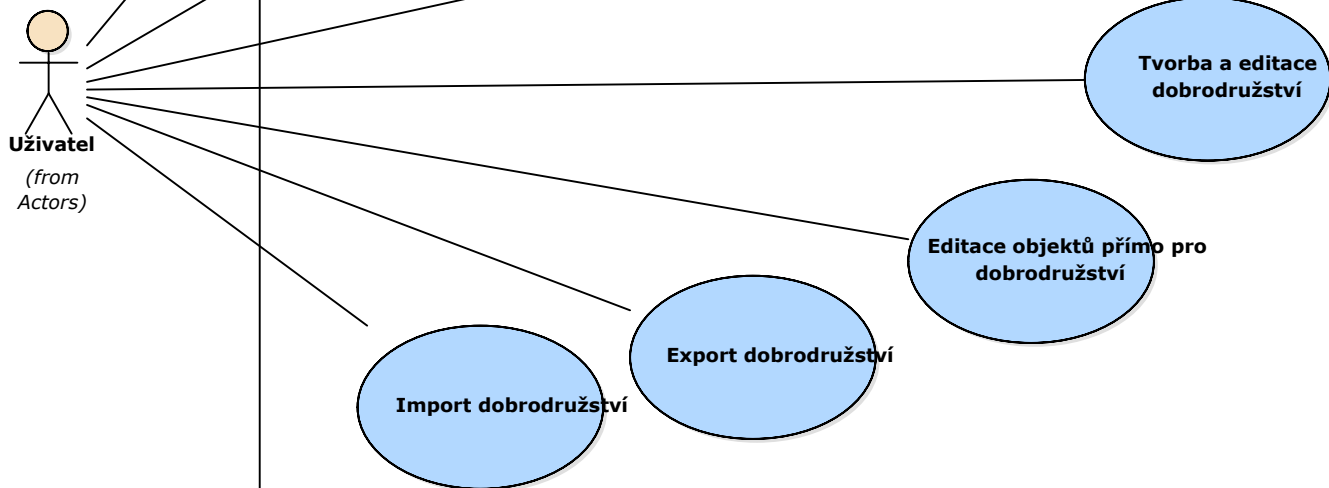 Tvorba a editace
dobrodružství
Uživatel
(from
Actors)
Editace objektů přímo pro
dobrodružství
Export dobrodružství
Import dobrodružství